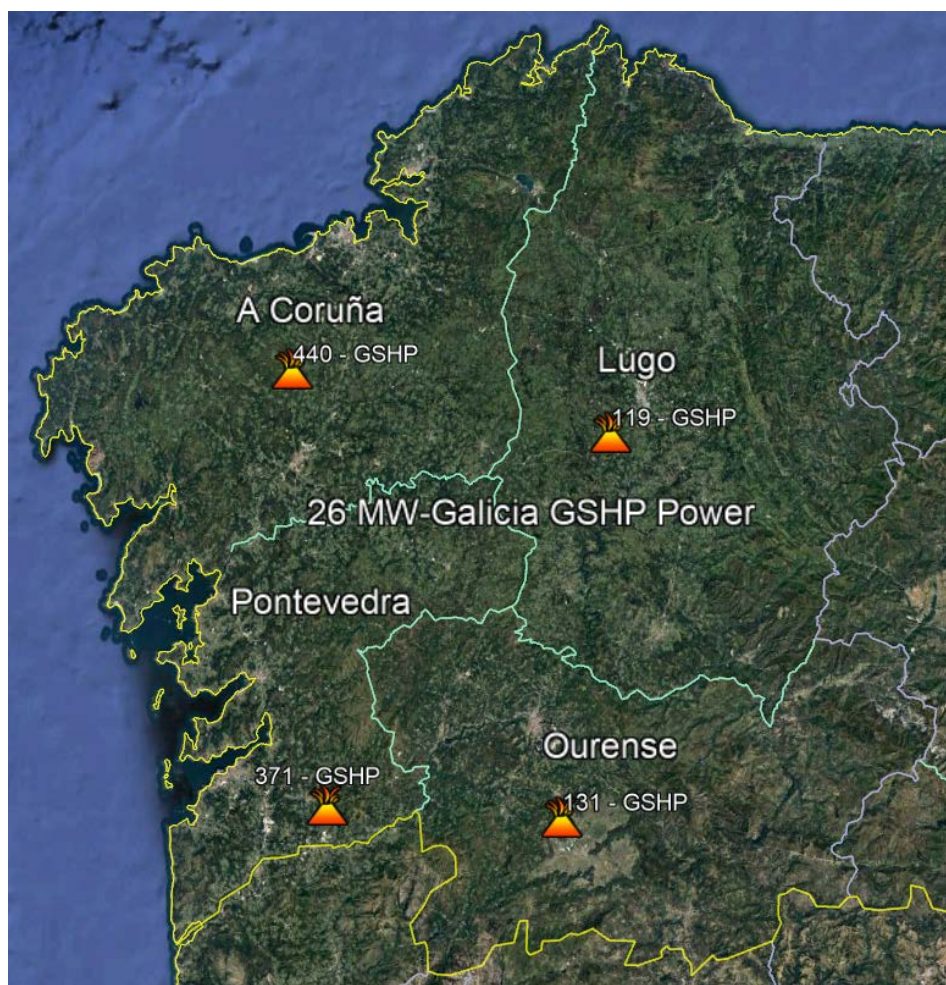 A Coruña
440 - GSHP
Lugo
119 - GSHP
26 MW-Galicia GSHP Power
Pontevedra
Ourense
371 - GSHP
131 - GSHP